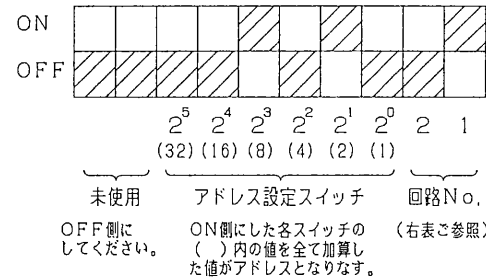 ON
OFF
2⁵ 2⁴ 2³ 2² 2¹ 2⁰ 2 1
(32) (16) (8) (4) (2) (1)
未使用 アドレス設定スイッチ 回路No.
OFF側に ON側にした各スイッチの (右表ご参照)
してください。 ( )内の値を全て加算し
た値がアドレスとなりなす。